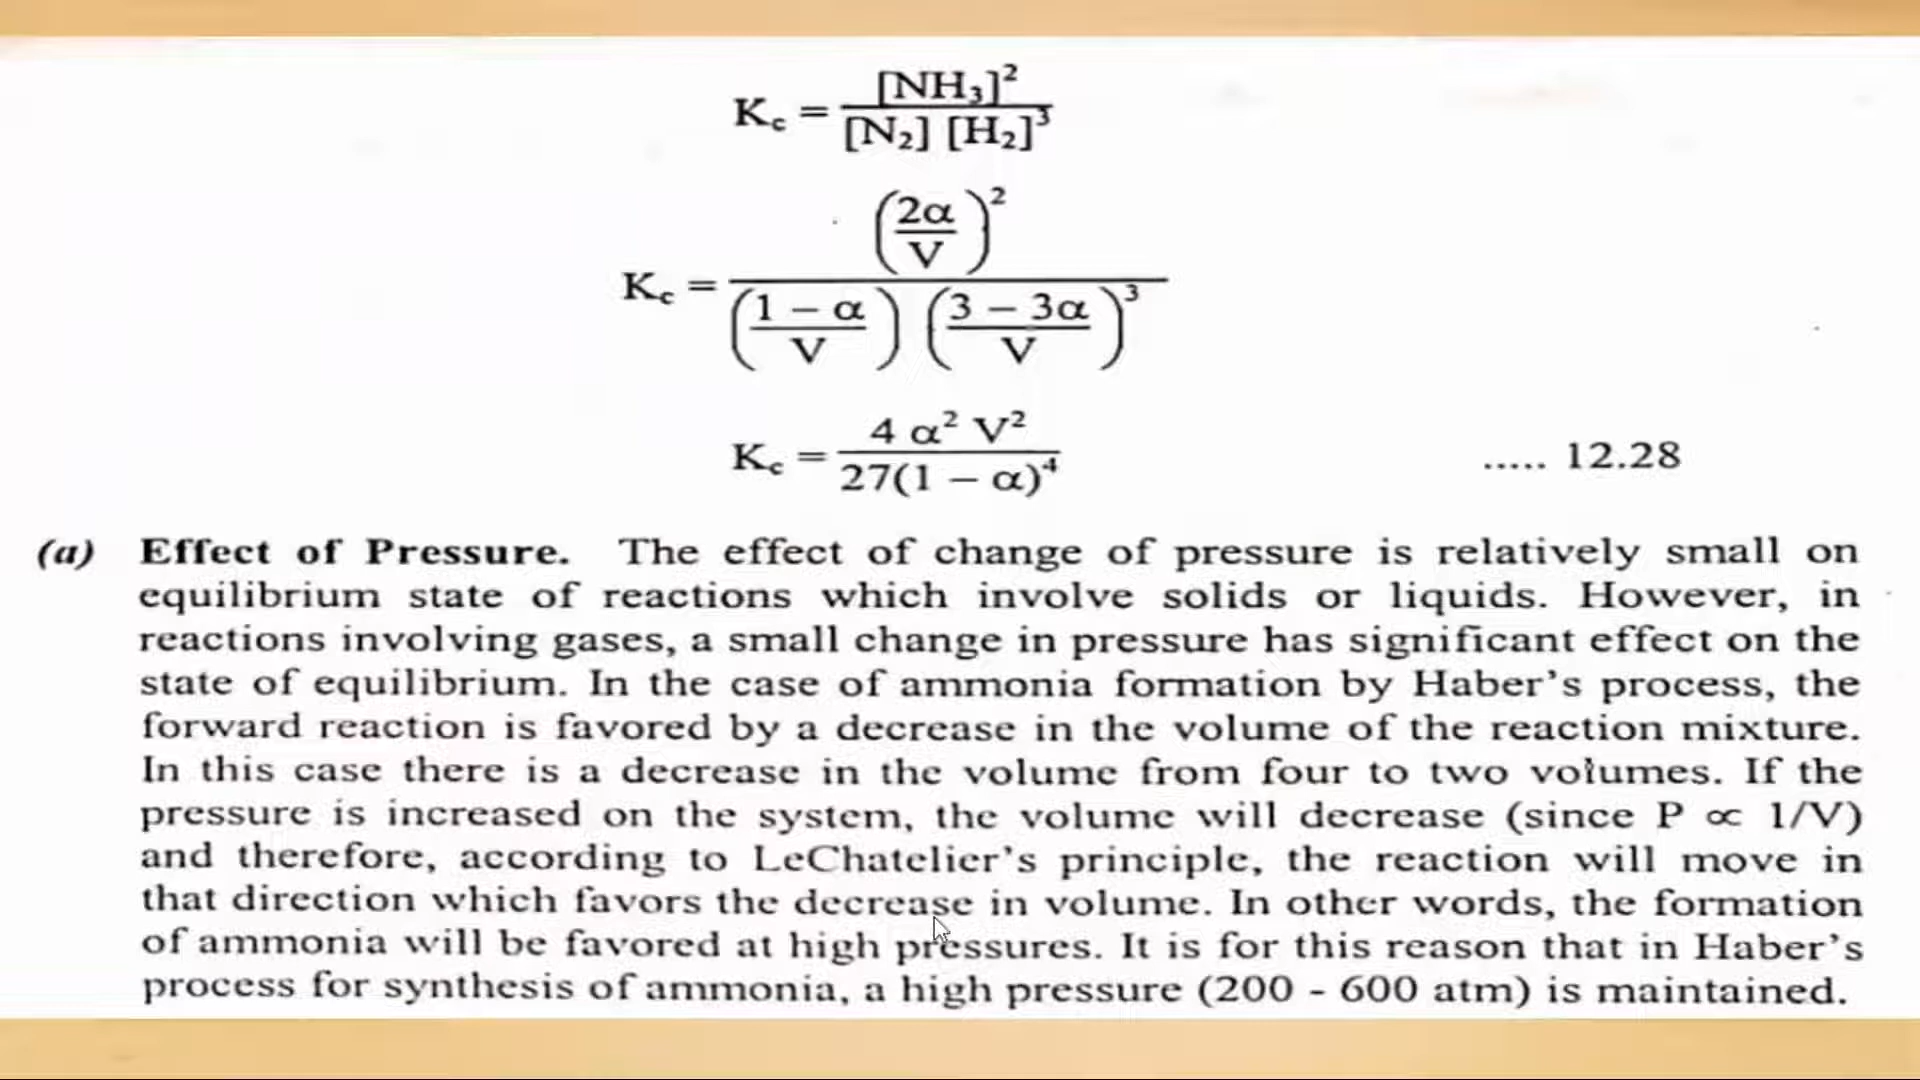 K_c = [NH₃]² / [N₂] [H₂]³
K_c = (2α / V)² / ((1 – α) / V) ((3 – 3α) / V)³
K_c = 4 α² V² / 27(1 – α)⁴ ..... 12.28
(a) Effect of Pressure. The effect of change of pressure is relatively small on
equilibrium state of reactions which involve solids or liquids. However, in
reactions involving gases, a small change in pressure has significant effect on the
state of equilibrium. In the case of ammonia formation by Haber's process, the
forward reaction is favored by a decrease in the volume of the reaction mixture.
In this case there is a decrease in the volume from four to two volumes. If the
pressure is increased on the system, the volume will decrease (since P ∝ 1/V)
and therefore, according to LeChatelier's principle, the reaction will move in
that direction which favors the decrease in volume. In other words, the formation
of ammonia will be favored at high pressures. It is for this reason that in Haber's
process for synthesis of ammonia, a high pressure (200 - 600 atm) is maintained.